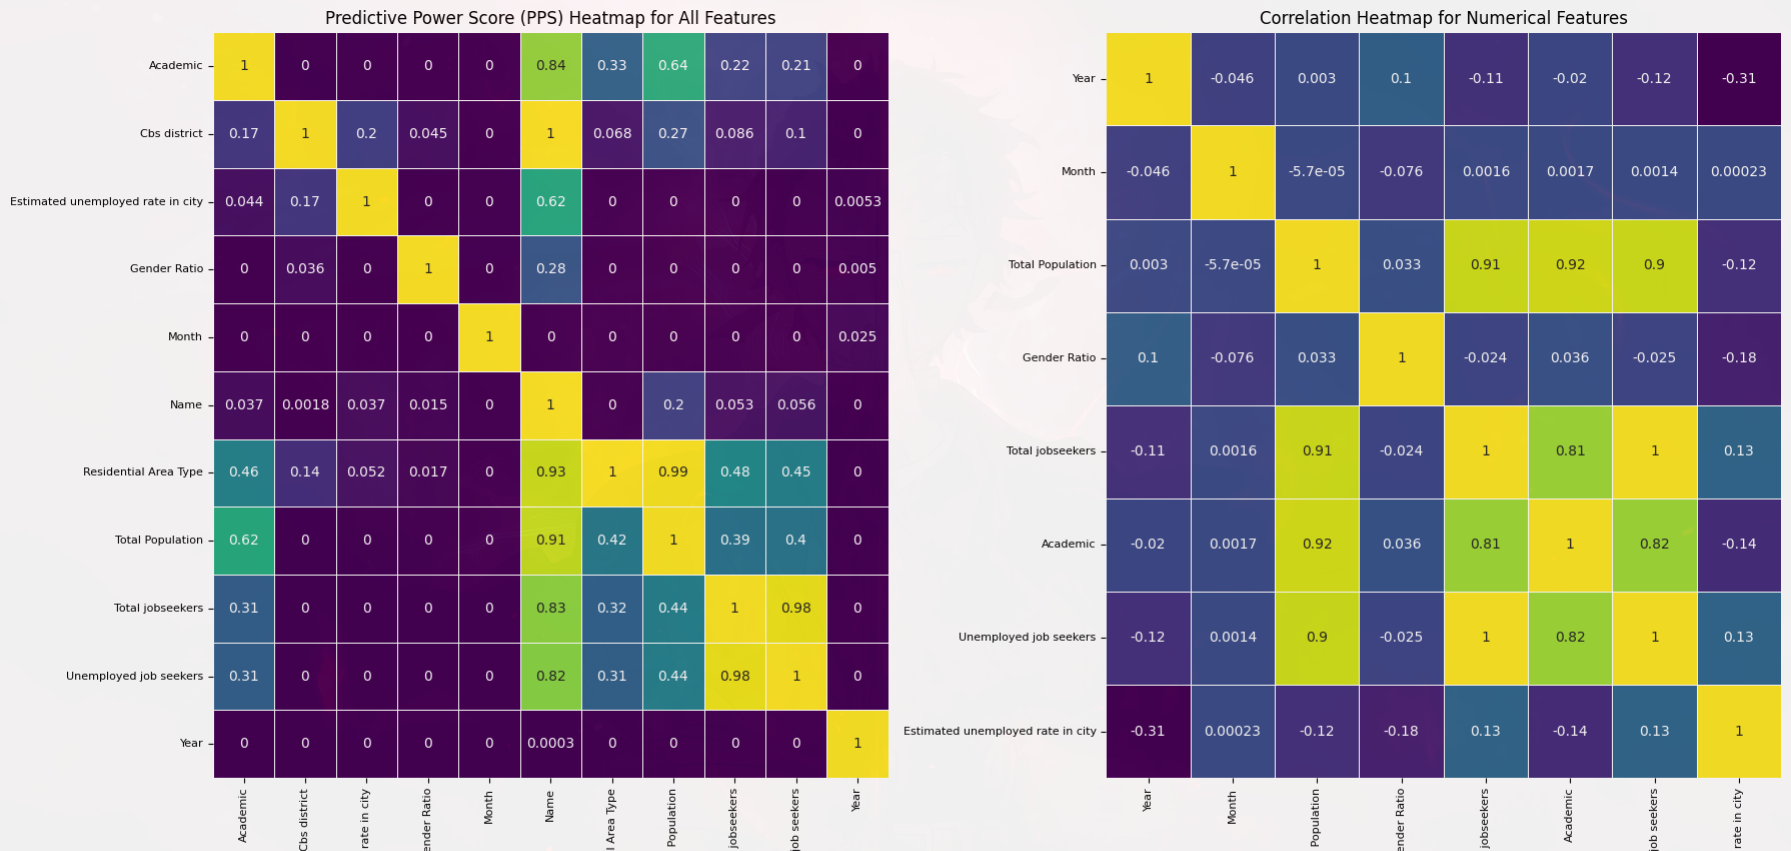 Predictive Power Score (PPS) Heatmap for All Features
Academic 1 0 0 0 0 0.84 0.33 0.64 0.22 0.21 0
Cbs district 0.17 1 0.2 0.045 0 1 0.068 0.27 0.086 0.1 0
Estimated unemployed rate in city 0.044 0.17 1 0 0 0.62 0 0 0 0 0.0053
Gender Ratio 0 0.036 0 1 0 0.28 0 0 0 0 0.005
Month 0 0 0 0 1 0 0 0 0 0 0.025
Name 0.037 0.0018 0.037 0.015 0 1 0 0.2 0.053 0.056 0
Residential Area Type 0.46 0.14 0.052 0.017 0 0.93 1 0.99 0.48 0.45 0
Total Population 0.62 0 0 0 0 0.91 0.42 1 0.39 0.4 0
Total jobseekers 0.31 0 0 0 0 0.83 0.32 0.44 1 0.98 0
Unemployed job seekers 0.31 0 0 0 0 0.82 0.31 0.44 0.98 1 0
Year 0 0 0 0 0 0.0003 0 0 0 0 1
Academic
Cbs district
rate in city
ender Ratio
Month
Name
l Area Type
Population
jobseekers
job seekers
Year
Correlation Heatmap for Numerical Features
Year 1 -0.046 0.003 0.1 -0.11 -0.02 -0.12 -0.31
Month -0.046 1 -5.7e-05 -0.076 0.0016 0.0017 0.0014 0.00023
Total Population 0.003 -5.7e-05 1 0.033 0.91 0.92 0.9 -0.12
Gender Ratio 0.1 -0.076 0.033 1 -0.024 0.036 -0.025 -0.18
Total jobseekers -0.11 0.0016 0.91 -0.024 1 0.81 1 0.13
Academic -0.02 0.0017 0.92 0.036 0.81 1 0.82 -0.14
Unemployed job seekers -0.12 0.0014 0.9 -0.025 1 0.82 1 0.13
Estimated unemployed rate in city -0.31 0.00023 -0.12 -0.18 0.13 -0.14 0.13 1
Year
Month
Population
ender Ratio
jobseekers
Academic
job seekers
rate in city